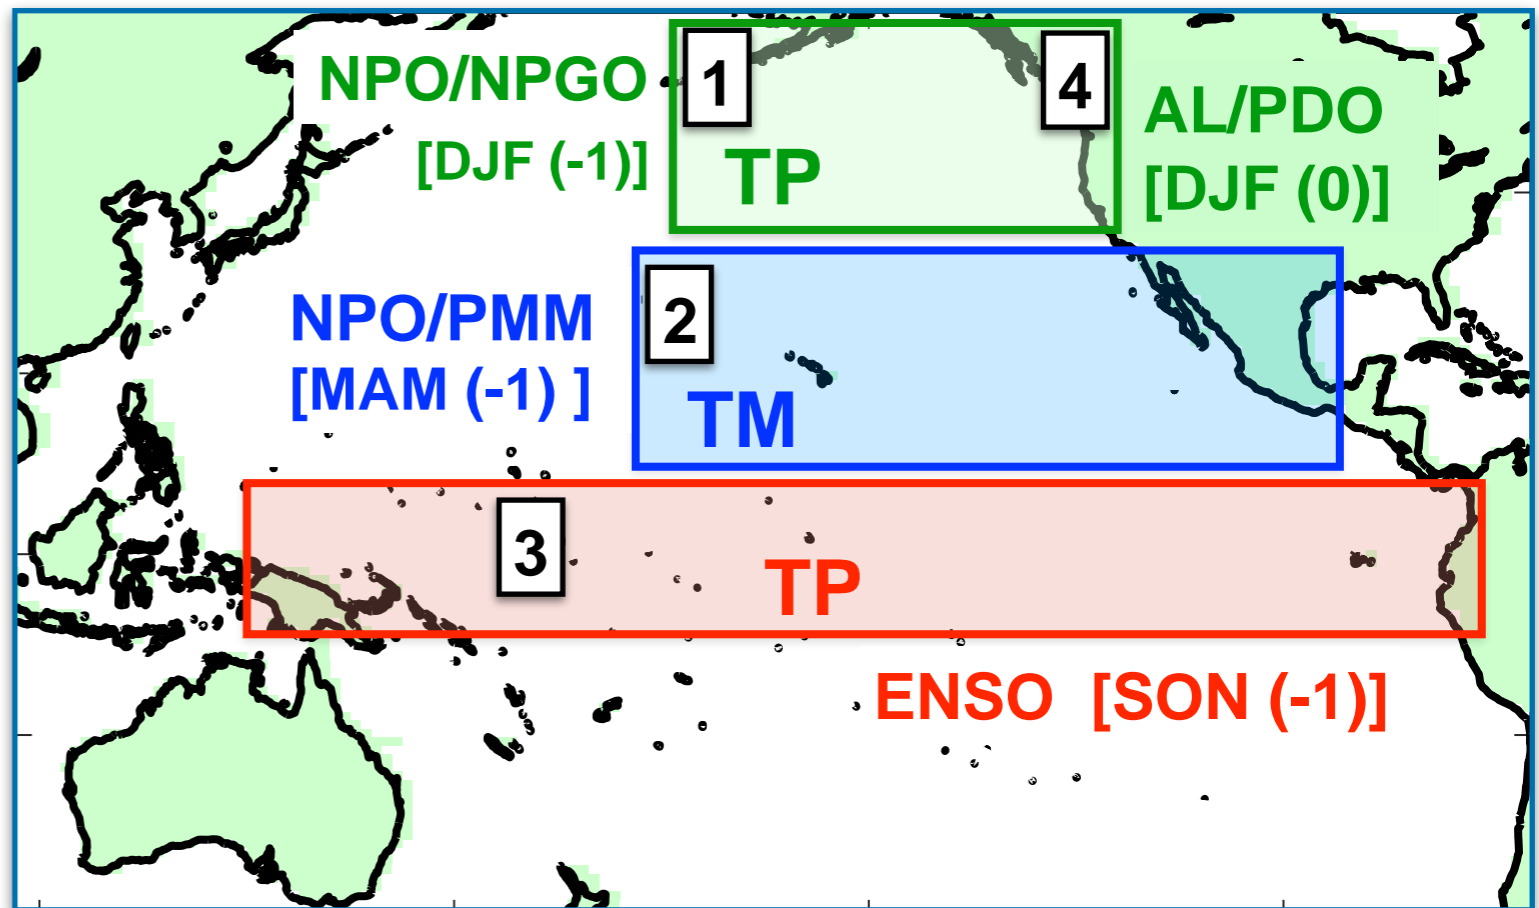 NPO/NPGO
[DJF (-1)]
1
4
TP
AL/PDO
[DJF (0)]
NPO/PMM
[MAM (-1) ]
2
TM
3
TP
ENSO  [SON (-1)]